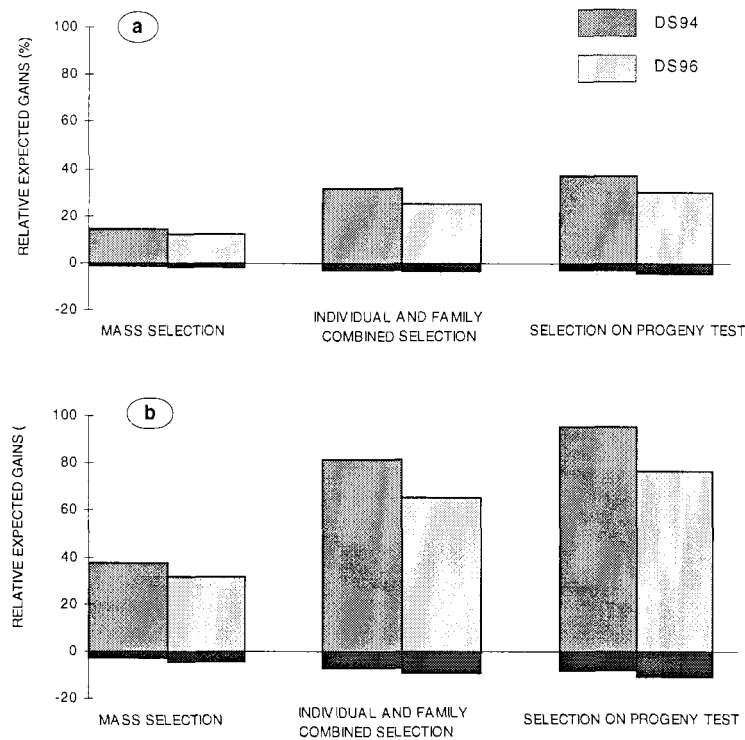 a
100
80
60
40
20
0
-20
RELATIVE EXPECTED GAINS (%)
DS94
DS96
MASS SELECTION
INDIVIDUAL AND FAMILY
COMBINED SELECTION
SELECTION ON PROGENY TEST
b
100
80
60
40
20
0
-20
RELATIVE EXPECTED GAINS (
MASS SELECTION
INDIVIDUAL AND FAMILY
COMBINED SELECTION
SELECTION ON PROGENY TEST